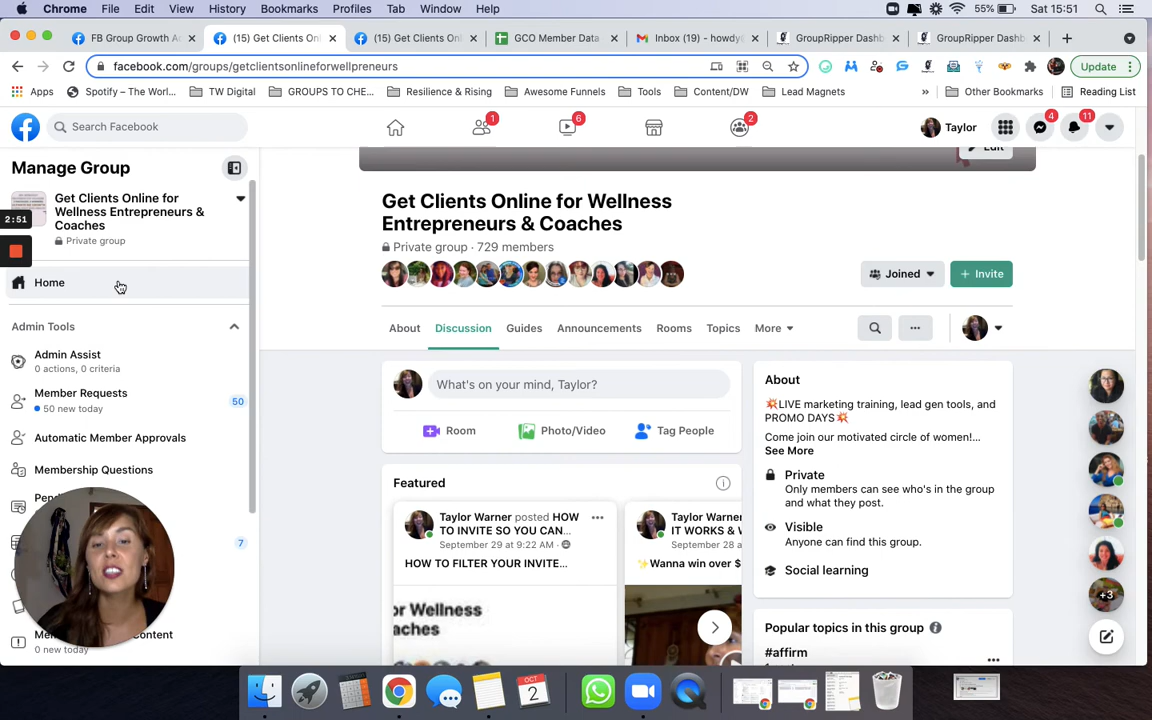 Chrome File Edit View History Bookmarks Profiles Tab Window Help 55% Sat 15:51
FB Group Growth A (15) Get Clients Onl (15) Get Clients Onl GCO Member Data Inbox (19) - howdy@ GroupRipper Dashb GroupRipper Dashb
facebook.com/groups/getclientsonlineforwellpreneurs Update
Apps Spotify – The Worl... TW Digital GROUPS TO CHE... Resilience & Rising Awesome Funnels Tools Content/DW Lead Magnets » Other Bookmarks Reading List
Search Facebook 1 6 2 Taylor 4 11
Manage Group
Get Clients Online for
Wellness Entrepreneurs &
Coaches
Private group
2:51
Home
Admin Tools
Admin Assist
0 actions, 0 criteria
Member Requests
50 new today
50
Automatic Member Approvals
Membership Questions
7
Content
0 new today
Edit
Get Clients Online for Wellness
Entrepreneurs & Coaches
Private group · 729 members
Joined + Invite
About Discussion Guides Announcements Rooms Topics More
What's on your mind, Taylor?
Room Photo/Video Tag People
Featured
Taylor Warner posted HOW
TO INVITE SO YOU CAN...
September 29 at 9:22 AM ·
HOW TO FILTER YOUR INVITE...
or Wellness
aches
Taylor Warner
IT WORKS & W
September 28 a
✨Wanna win over $
About
💥LIVE marketing training, lead gen tools, and
PROMO DAYS💥
Come join our motivated circle of women!...
See More
Private
Only members can see who's in the group
and what they post.
Visible
Anyone can find this group.
Social learning
Popular topics in this group
#affirm
+3
OCT
2